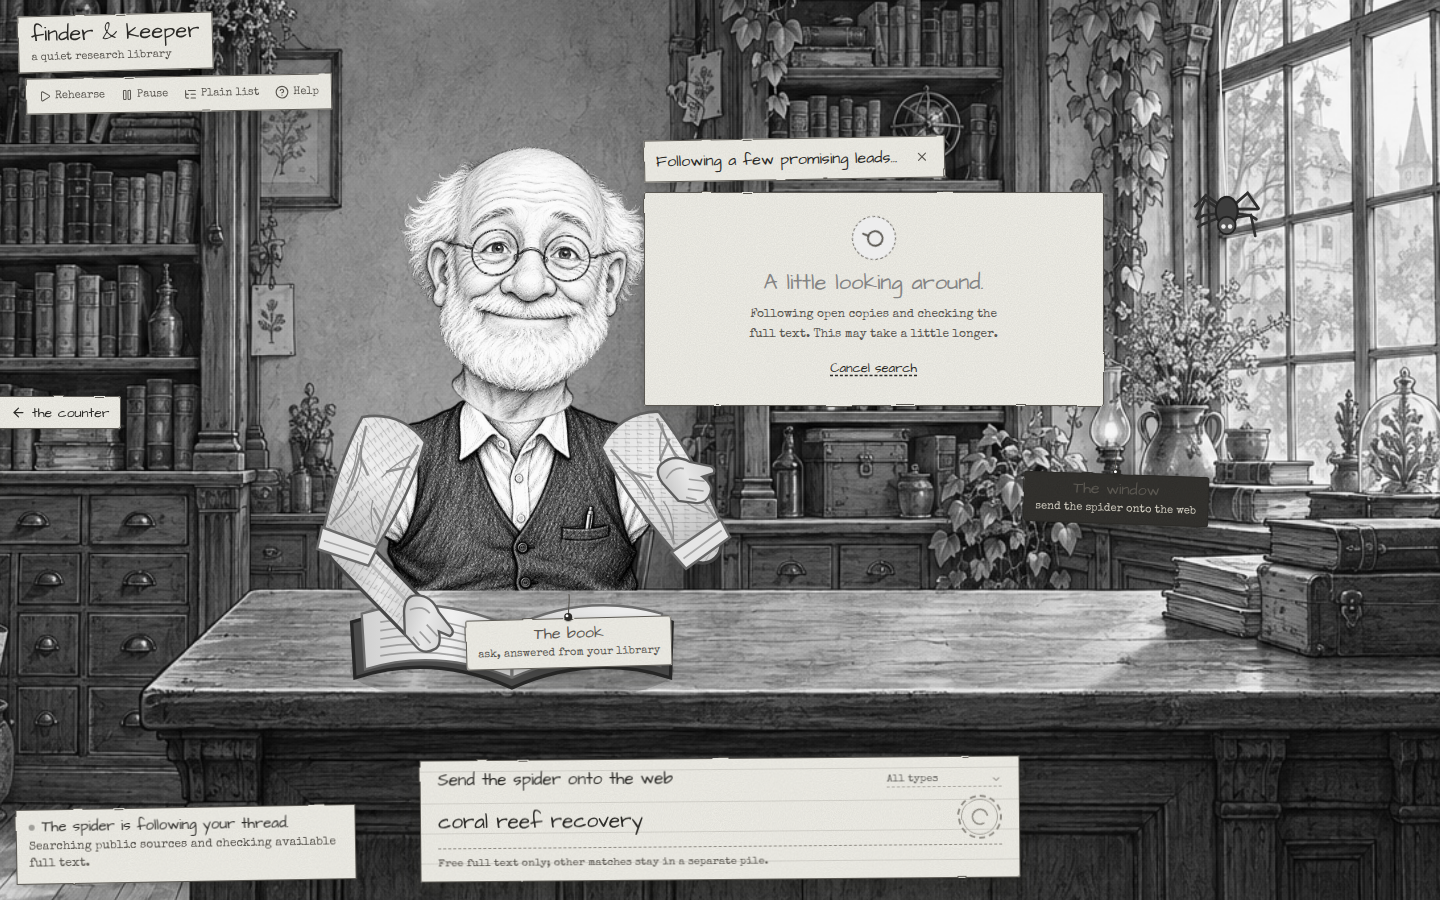 finder & keeper
a quiet research library
Rehearse
Pause
Plain list
Help
Following a few promising leads...
A little looking around.
Following open copies and checking the
full text. This may take a little longer.
Cancel search
← the counter
The window
send the spider onto the web
The book
ask, answered from your library
Send the spider onto the web
All types
coral reef recovery
Free full text only; other matches stay in a separate pile.
The spider is following your thread
Searching public sources and checking available
full text.